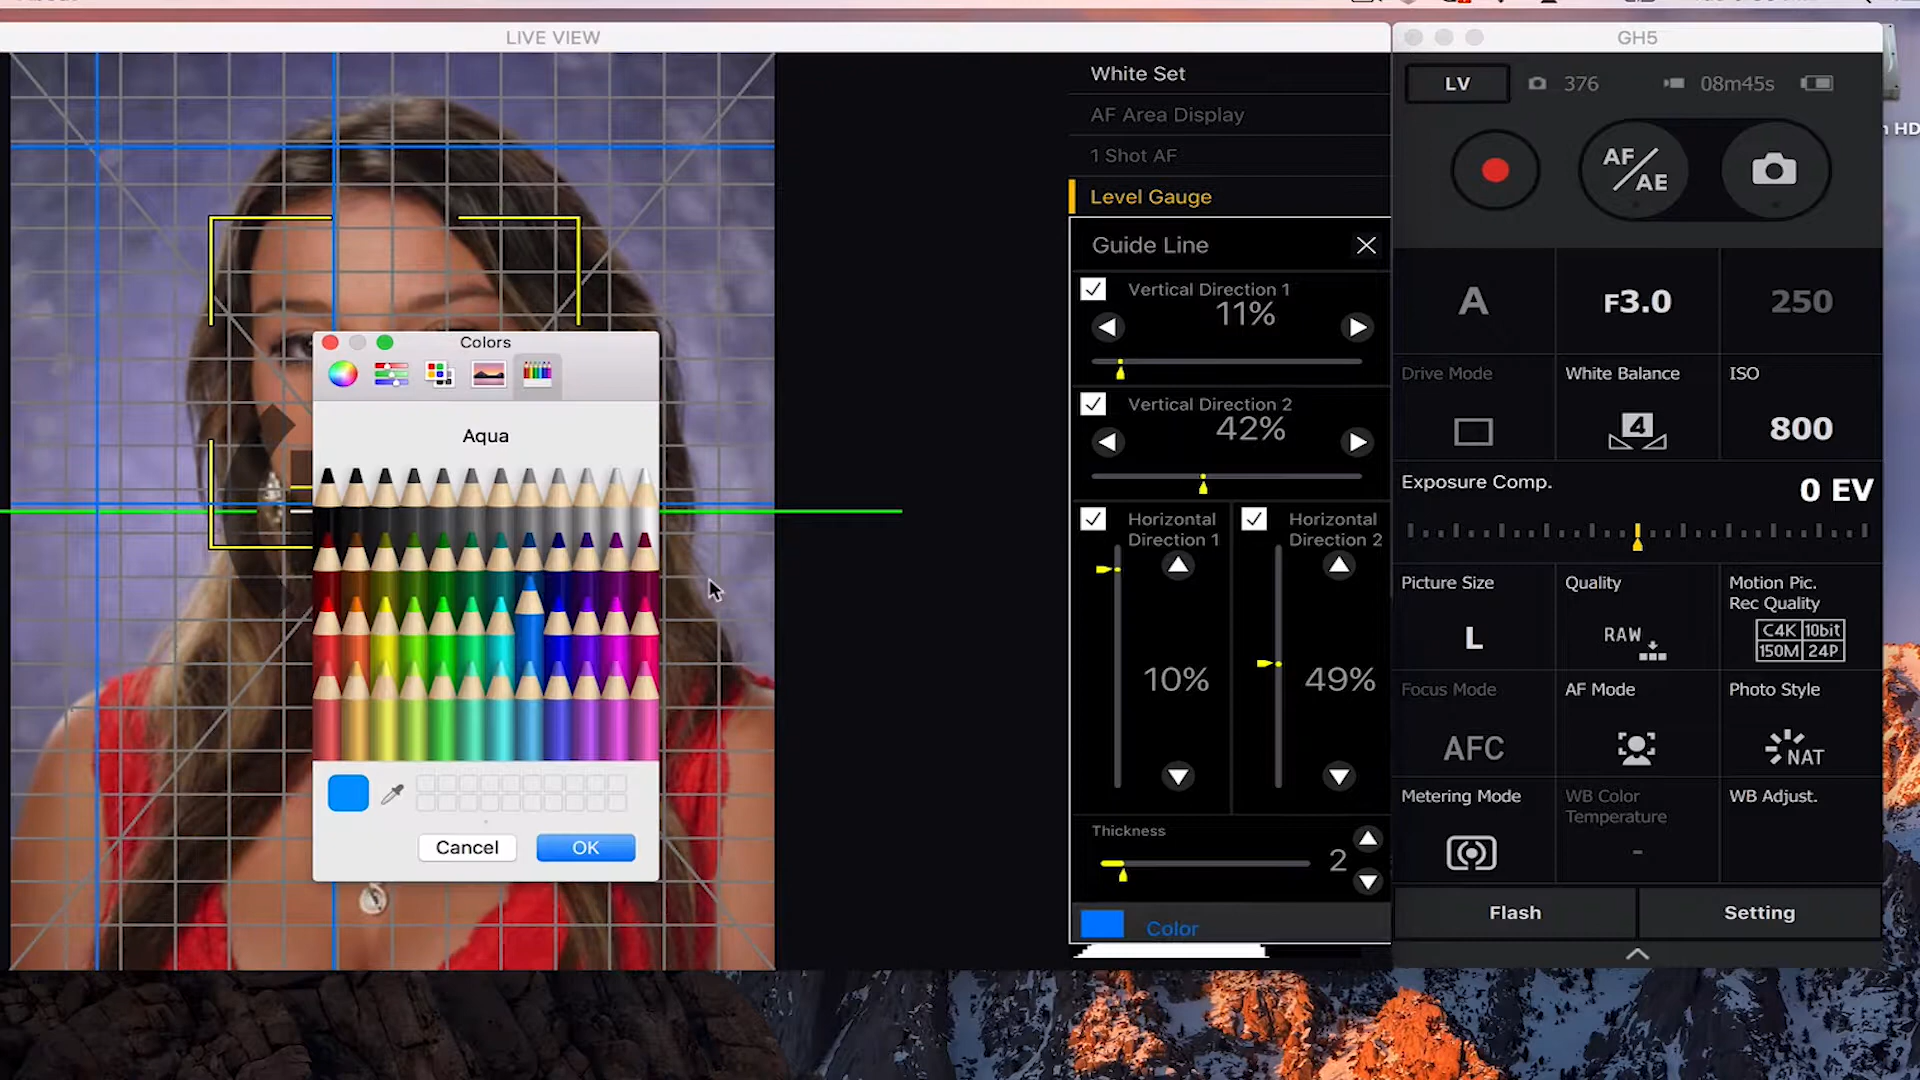 LIVE VIEW
GH5
White Set
AF Area Display
1 Shot AF
Level Gauge
Guide Line
Vertical Direction 1
11%
Vertical Direction 2
42%
Horizontal
Direction 1
10%
Horizontal
Direction 2
49%
Thickness
2
Color
Colors
Aqua
Cancel
OK
LV
376
08m45s
AF/AE
A
F3.0
250
Drive Mode
White Balance
4
ISO
800
Exposure Comp.
0 EV
Picture Size
L
Quality
RAW
Motion Pic.
Rec Quality
C4K 10bit
150M 24P
Focus Mode
AFC
AF Mode
Photo Style
NAT
Metering Mode
WB Color
Temperature
-
WB Adjust.
Flash
Setting
HD